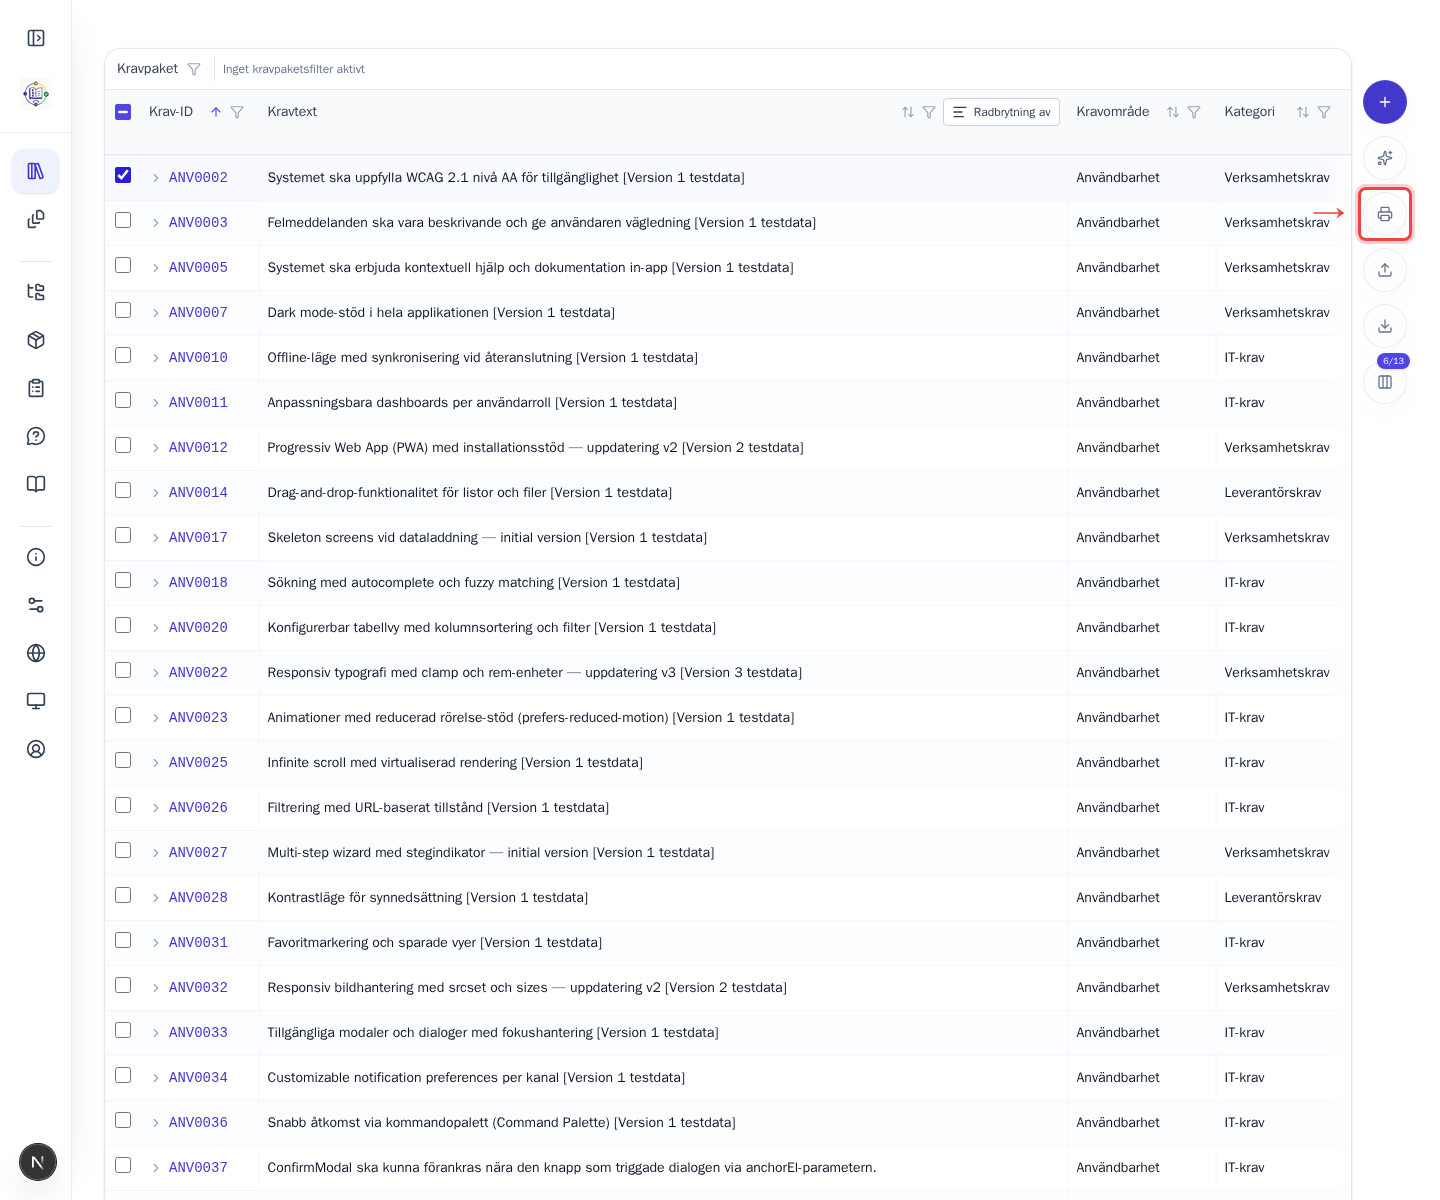 Kravpaket
Inget kravpaketsfilter aktivt
Krav-ID Kravtext Radbrytning av Kravområde Kategori
ANV0002 Systemet ska uppfylla WCAG 2.1 nivå AA för tillgänglighet [Version 1 testdata] Användbarhet Verksamhetskrav
ANV0003 Felmeddelanden ska vara beskrivande och ge användaren vägledning [Version 1 testdata] Användbarhet Verksamhetskrav
ANV0005 Systemet ska erbjuda kontextuell hjälp och dokumentation in-app [Version 1 testdata] Användbarhet Verksamhetskrav
ANV0007 Dark mode-stöd i hela applikationen [Version 1 testdata] Användbarhet Verksamhetskrav
ANV0010 Offline-läge med synkronisering vid återanslutning [Version 1 testdata] Användbarhet IT-krav
6/13
ANV0011 Anpassningsbara dashboards per användarroll [Version 1 testdata] Användbarhet IT-krav
ANV0012 Progressiv Web App (PWA) med installationsstöd — uppdatering v2 [Version 2 testdata] Användbarhet Verksamhetskrav
ANV0014 Drag-and-drop-funktionalitet för listor och filer [Version 1 testdata] Användbarhet Leverantörskrav
ANV0017 Skeleton screens vid dataladdning — initial version [Version 1 testdata] Användbarhet Verksamhetskrav
ANV0018 Sökning med autocomplete och fuzzy matching [Version 1 testdata] Användbarhet IT-krav
ANV0020 Konfigurerbar tabellvy med kolumnsortering och filter [Version 1 testdata] Användbarhet IT-krav
ANV0022 Responsiv typografi med clamp och rem-enheter — uppdatering v3 [Version 3 testdata] Användbarhet Verksamhetskrav
ANV0023 Animationer med reducerad rörelse-stöd (prefers-reduced-motion) [Version 1 testdata] Användbarhet IT-krav
ANV0025 Infinite scroll med virtualiserad rendering [Version 1 testdata] Användbarhet IT-krav
ANV0026 Filtrering med URL-baserat tillstånd [Version 1 testdata] Användbarhet IT-krav
ANV0027 Multi-step wizard med stegindikator — initial version [Version 1 testdata] Användbarhet Verksamhetskrav
ANV0028 Kontrastläge för synnedsättning [Version 1 testdata] Användbarhet Leverantörskrav
ANV0031 Favoritmarkering och sparade vyer [Version 1 testdata] Användbarhet IT-krav
ANV0032 Responsiv bildhantering med srcset och sizes — uppdatering v2 [Version 2 testdata] Användbarhet Verksamhetskrav
ANV0033 Tillgängliga modaler och dialoger med fokushantering [Version 1 testdata] Användbarhet IT-krav
ANV0034 Customizable notification preferences per kanal [Version 1 testdata] Användbarhet IT-krav
ANV0036 Snabb åtkomst via kommandopalett (Command Palette) [Version 1 testdata] Användbarhet IT-krav
ANV0037 ConfirmModal ska kunna förankras nära den knapp som triggade dialogen via anchorEl-parametern. Användbarhet IT-krav
N